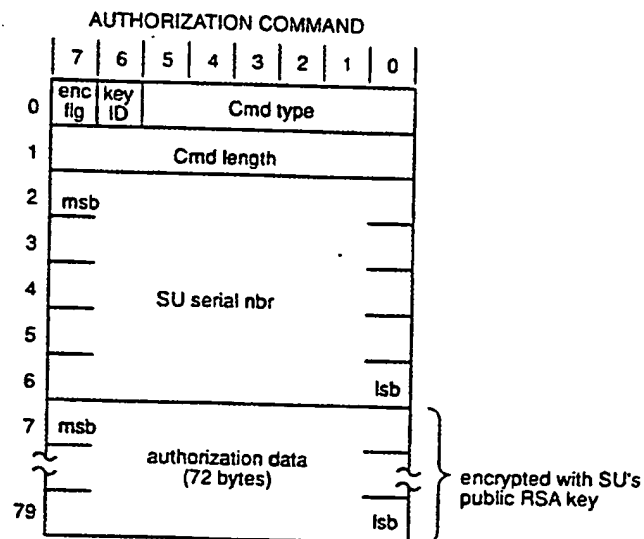 AUTHORIZATION COMMAND
7 6 5 4 3 2 1 0
0 enc flg key ID Cmd type
1 Cmd length
2 msb
3
4 SU serial nbr
5
6 lsb
7 msb
authorization data
(72 bytes)
encrypted with SU's
public RSA key
79 lsb